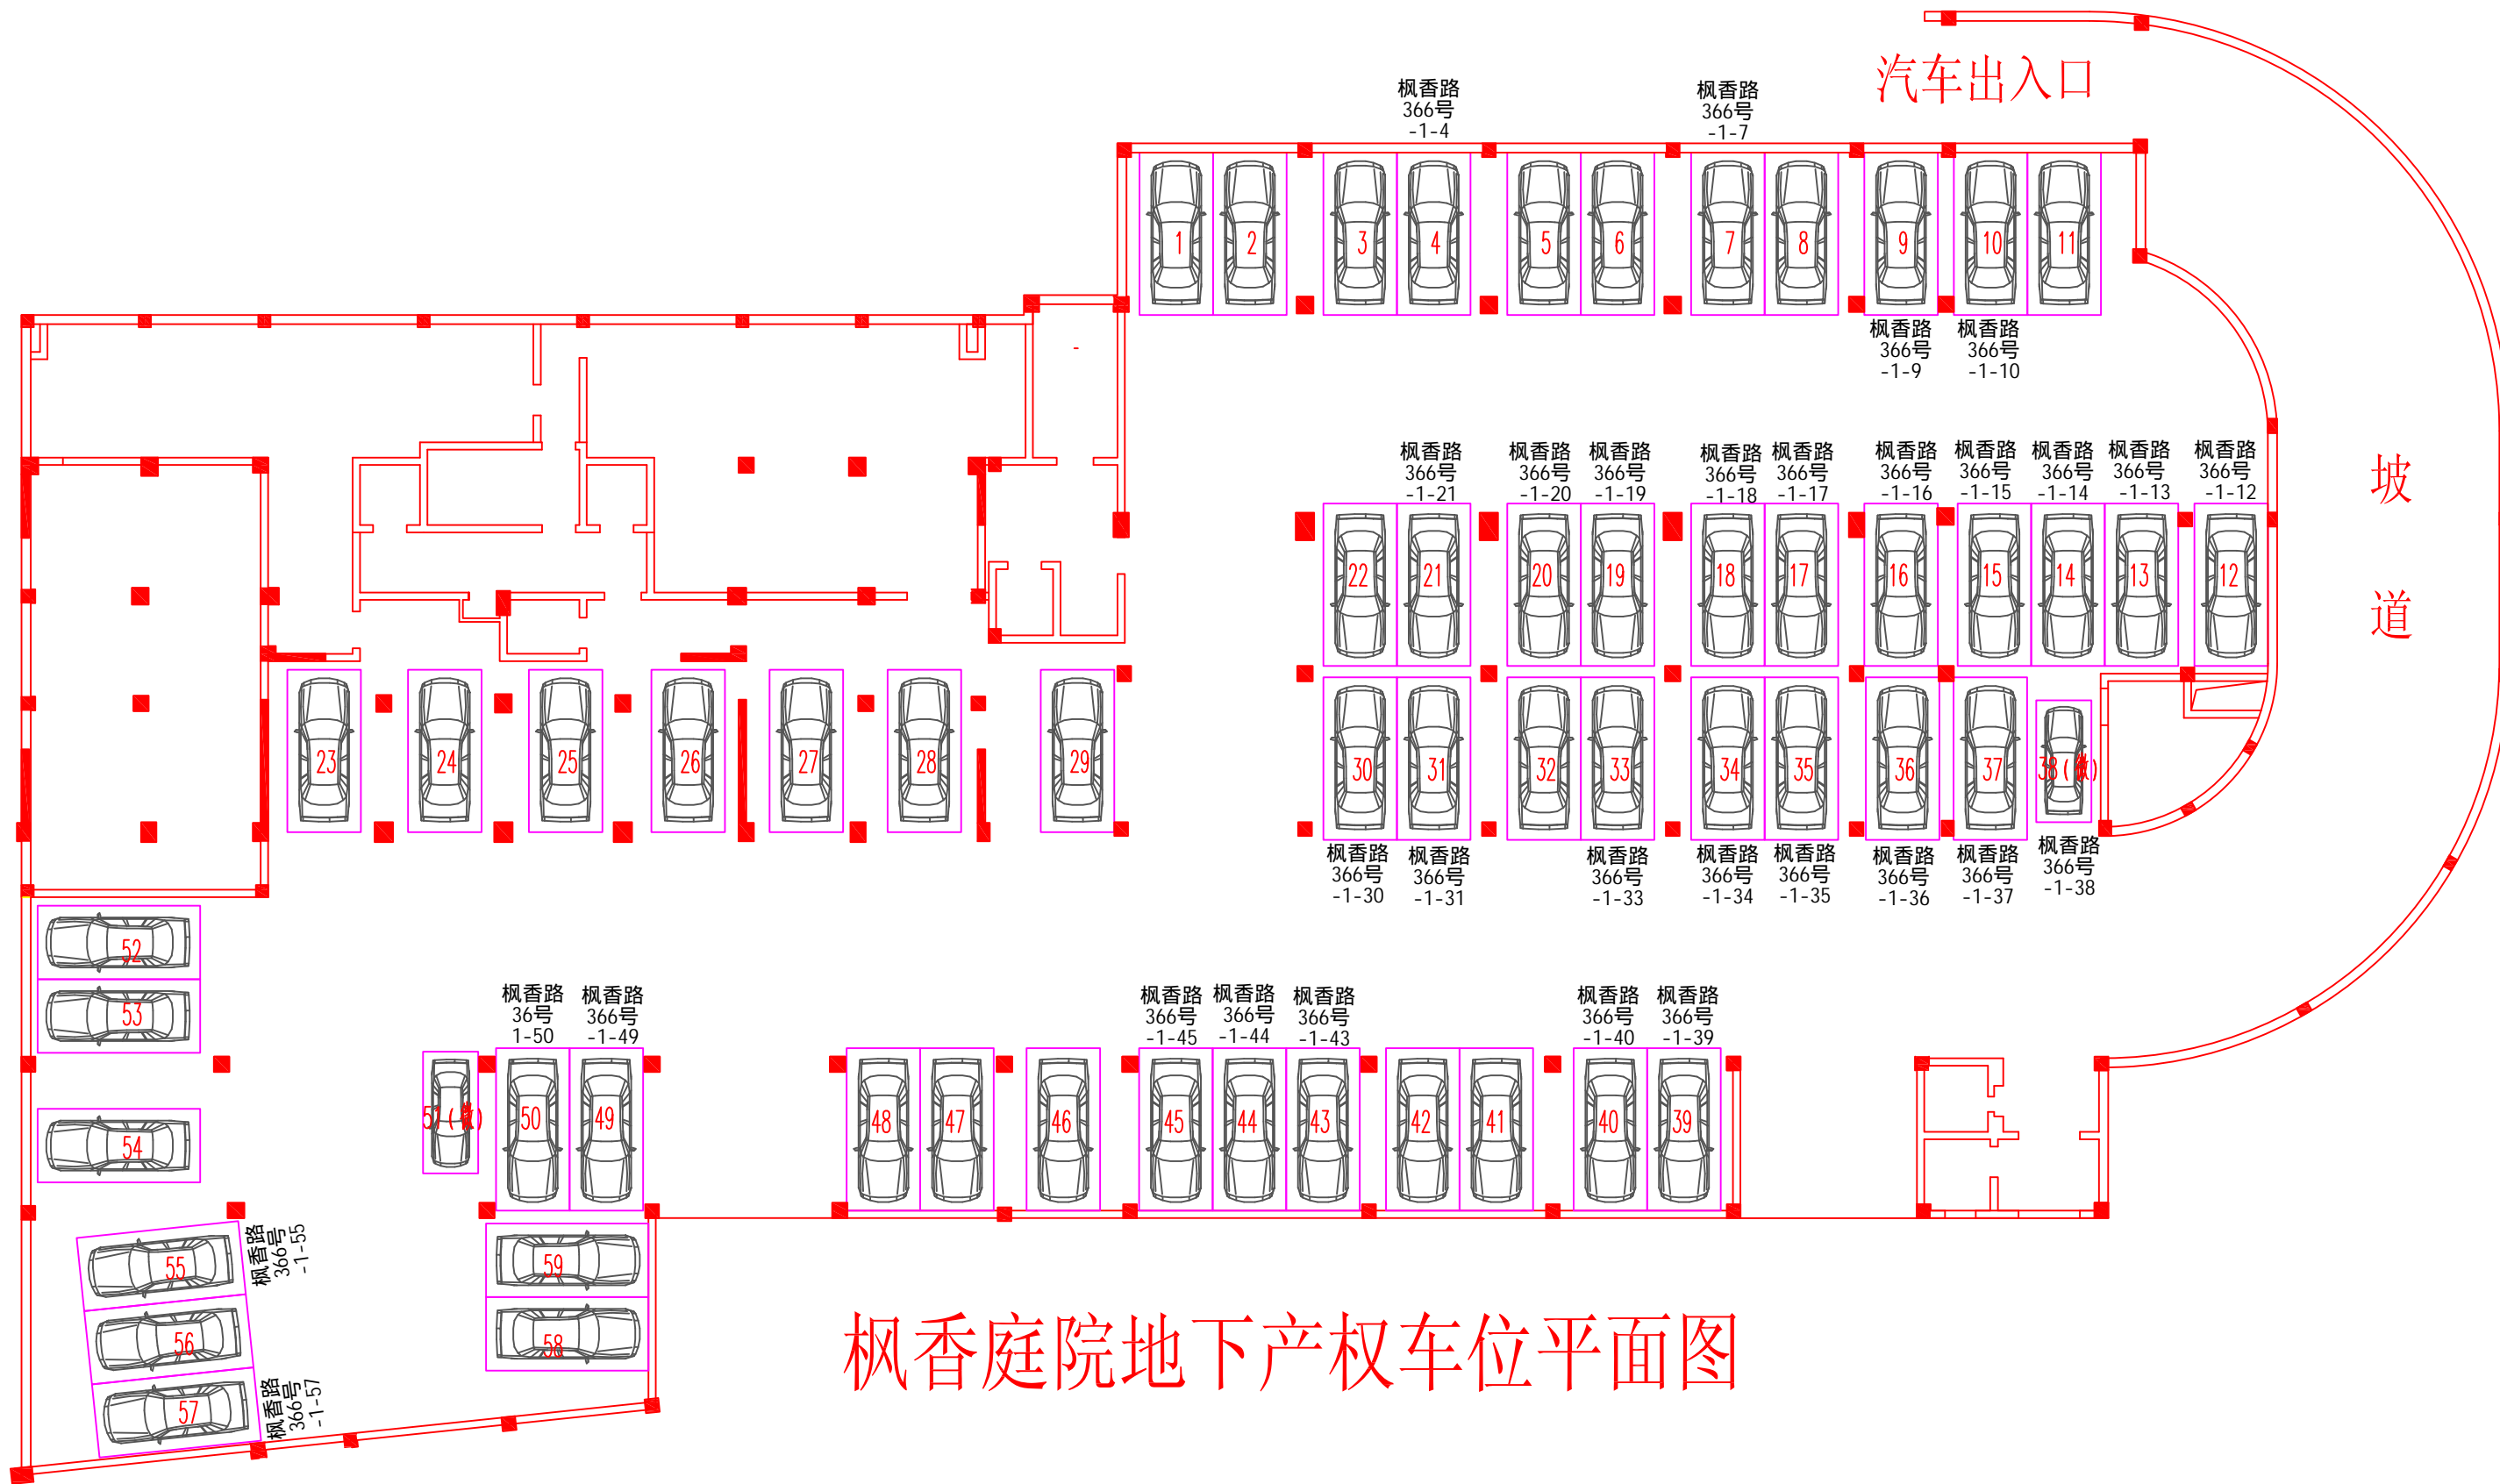 汽车出入口
枫香路
366号
-1-4
枫香路
366号
-1-7
1
2
3
4
5
6
7
8
9
10
11
枫香路
366号
-1-9
枫香路
366号
-1-10
坡
道
枫香路
366号
-1-21
枫香路
366号
-1-20
枫香路
366号
-1-19
枫香路
366号
-1-18
枫香路
366号
-1-17
枫香路
366号
-1-16
枫香路
366号
-1-15
枫香路
366号
-1-14
枫香路
366号
-1-13
枫香路
366号
-1-12
22
21
20
19
18
17
16
15
14
13
12
23
24
25
26
27
28
29
30
31
32
33
34
35
36
37
38(微)
枫香路
366号
-1-30
枫香路
366号
-1-31
枫香路
366号
-1-33
枫香路
366号
-1-34
枫香路
366号
-1-35
枫香路
366号
-1-36
枫香路
366号
-1-37
枫香路
366号
-1-38
52
53
54
枫香路
36号
1-50
枫香路
366号
-1-49
枫香路
366号
-1-45
枫香路
366号
-1-44
枫香路
366号
-1-43
枫香路
366号
-1-40
枫香路
366号
-1-39
51(微)
50
49
48
47
46
45
44
43
42
41
40
39
55
枫香路
366号
-1-55
56
57
枫香路
366号
-1-57
59
58
枫香庭院地下产权车位平面图